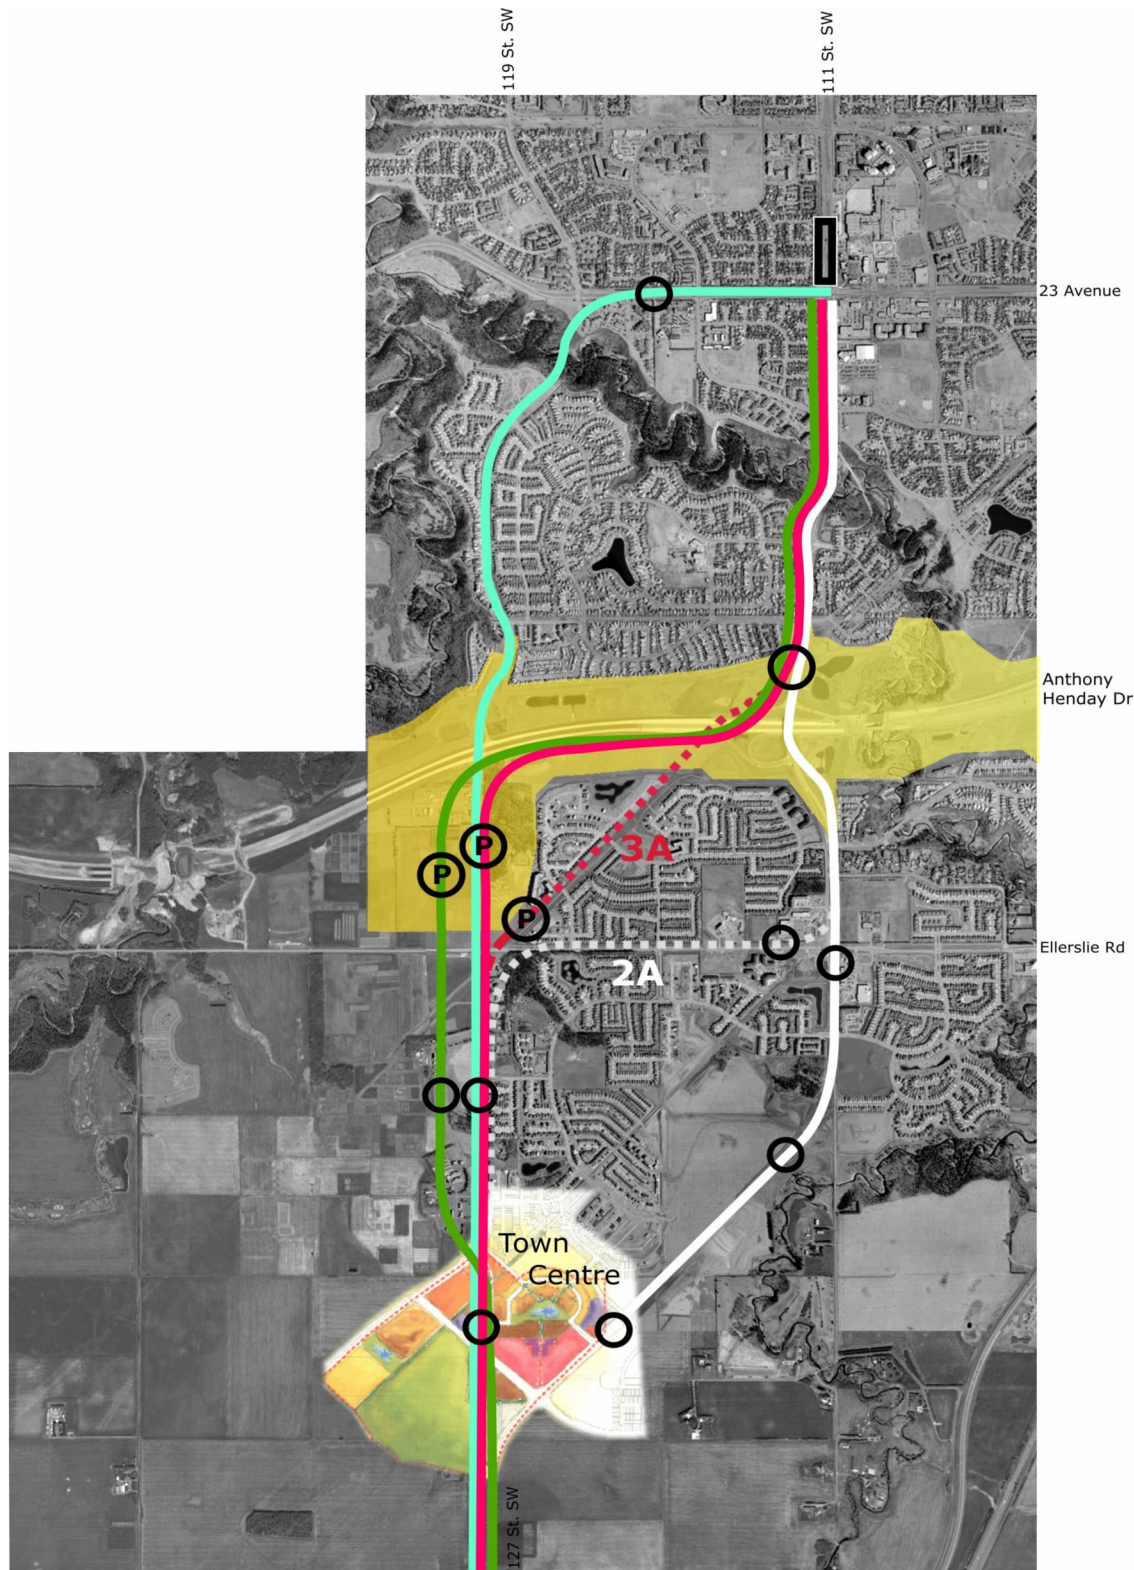 119 St. SW
111 St. SW
23 Avenue
Anthony
Henday Dr
P
P
3A
P
Ellerslie Rd
2A
Town
Centre
127 St. SW